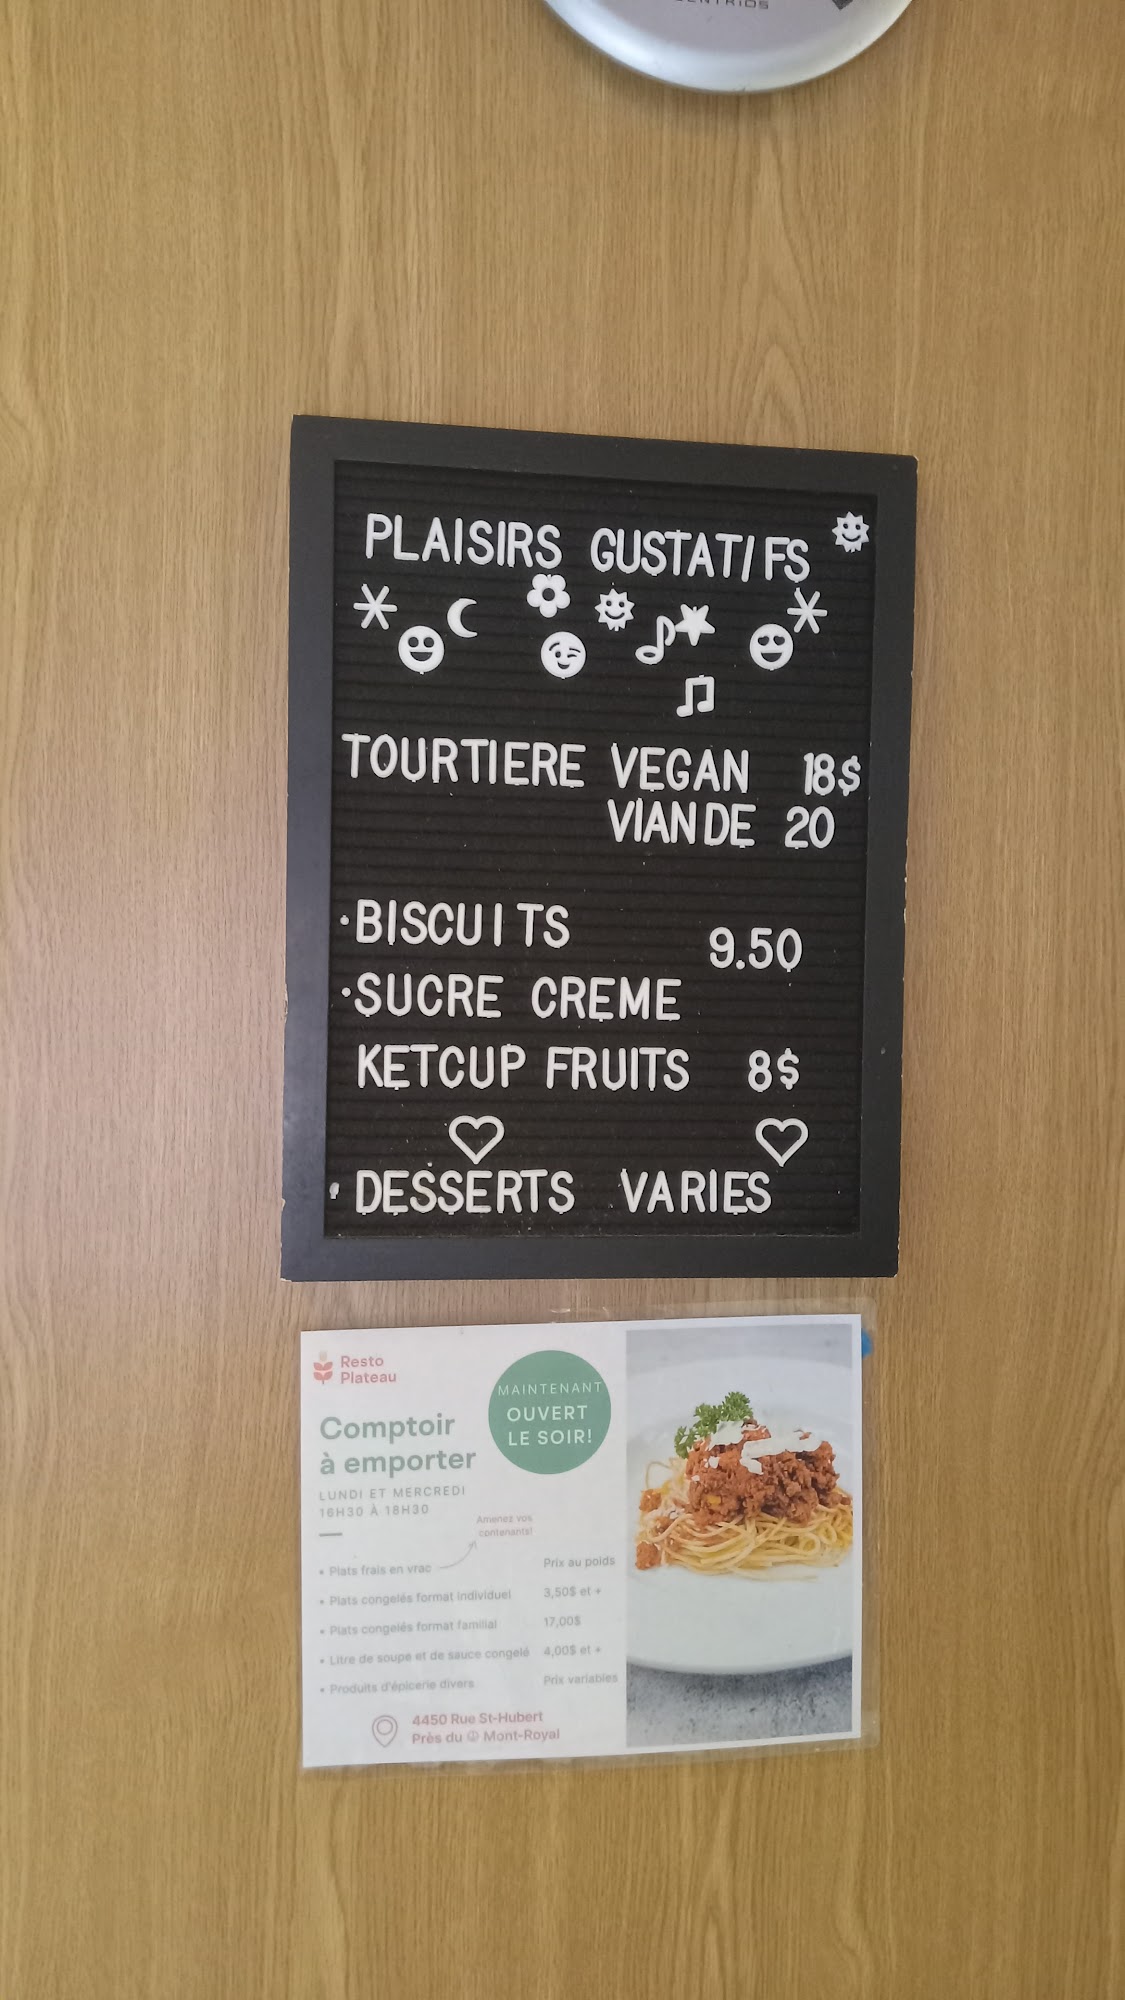 PLAISIRS GUSTATIFS
TOURTIERE VEGAN 18$
VIANDE 20
·BISCUITS 9.50
·SUCRE CREME
KETCUP FRUITS 8$
·DESSERTS VARIES
Resto
Plateau
MAINTENANT
OUVERT
LE SOIR!
Comptoir
à emporter
LUNDI ET MERCREDI
16H30 À 18H30
Amenez vos
contenants!
• Plats frais en vrac Prix au poids
• Plats congelés format individuel 3,50$ et +
• Plats congelés format familial 17,00$
• Litre de soupe et de sauce congelé 4,00$ et +
• Produits d'épicerie divers Prix variables
4450 Rue St-Hubert
Près du Mont-Royal